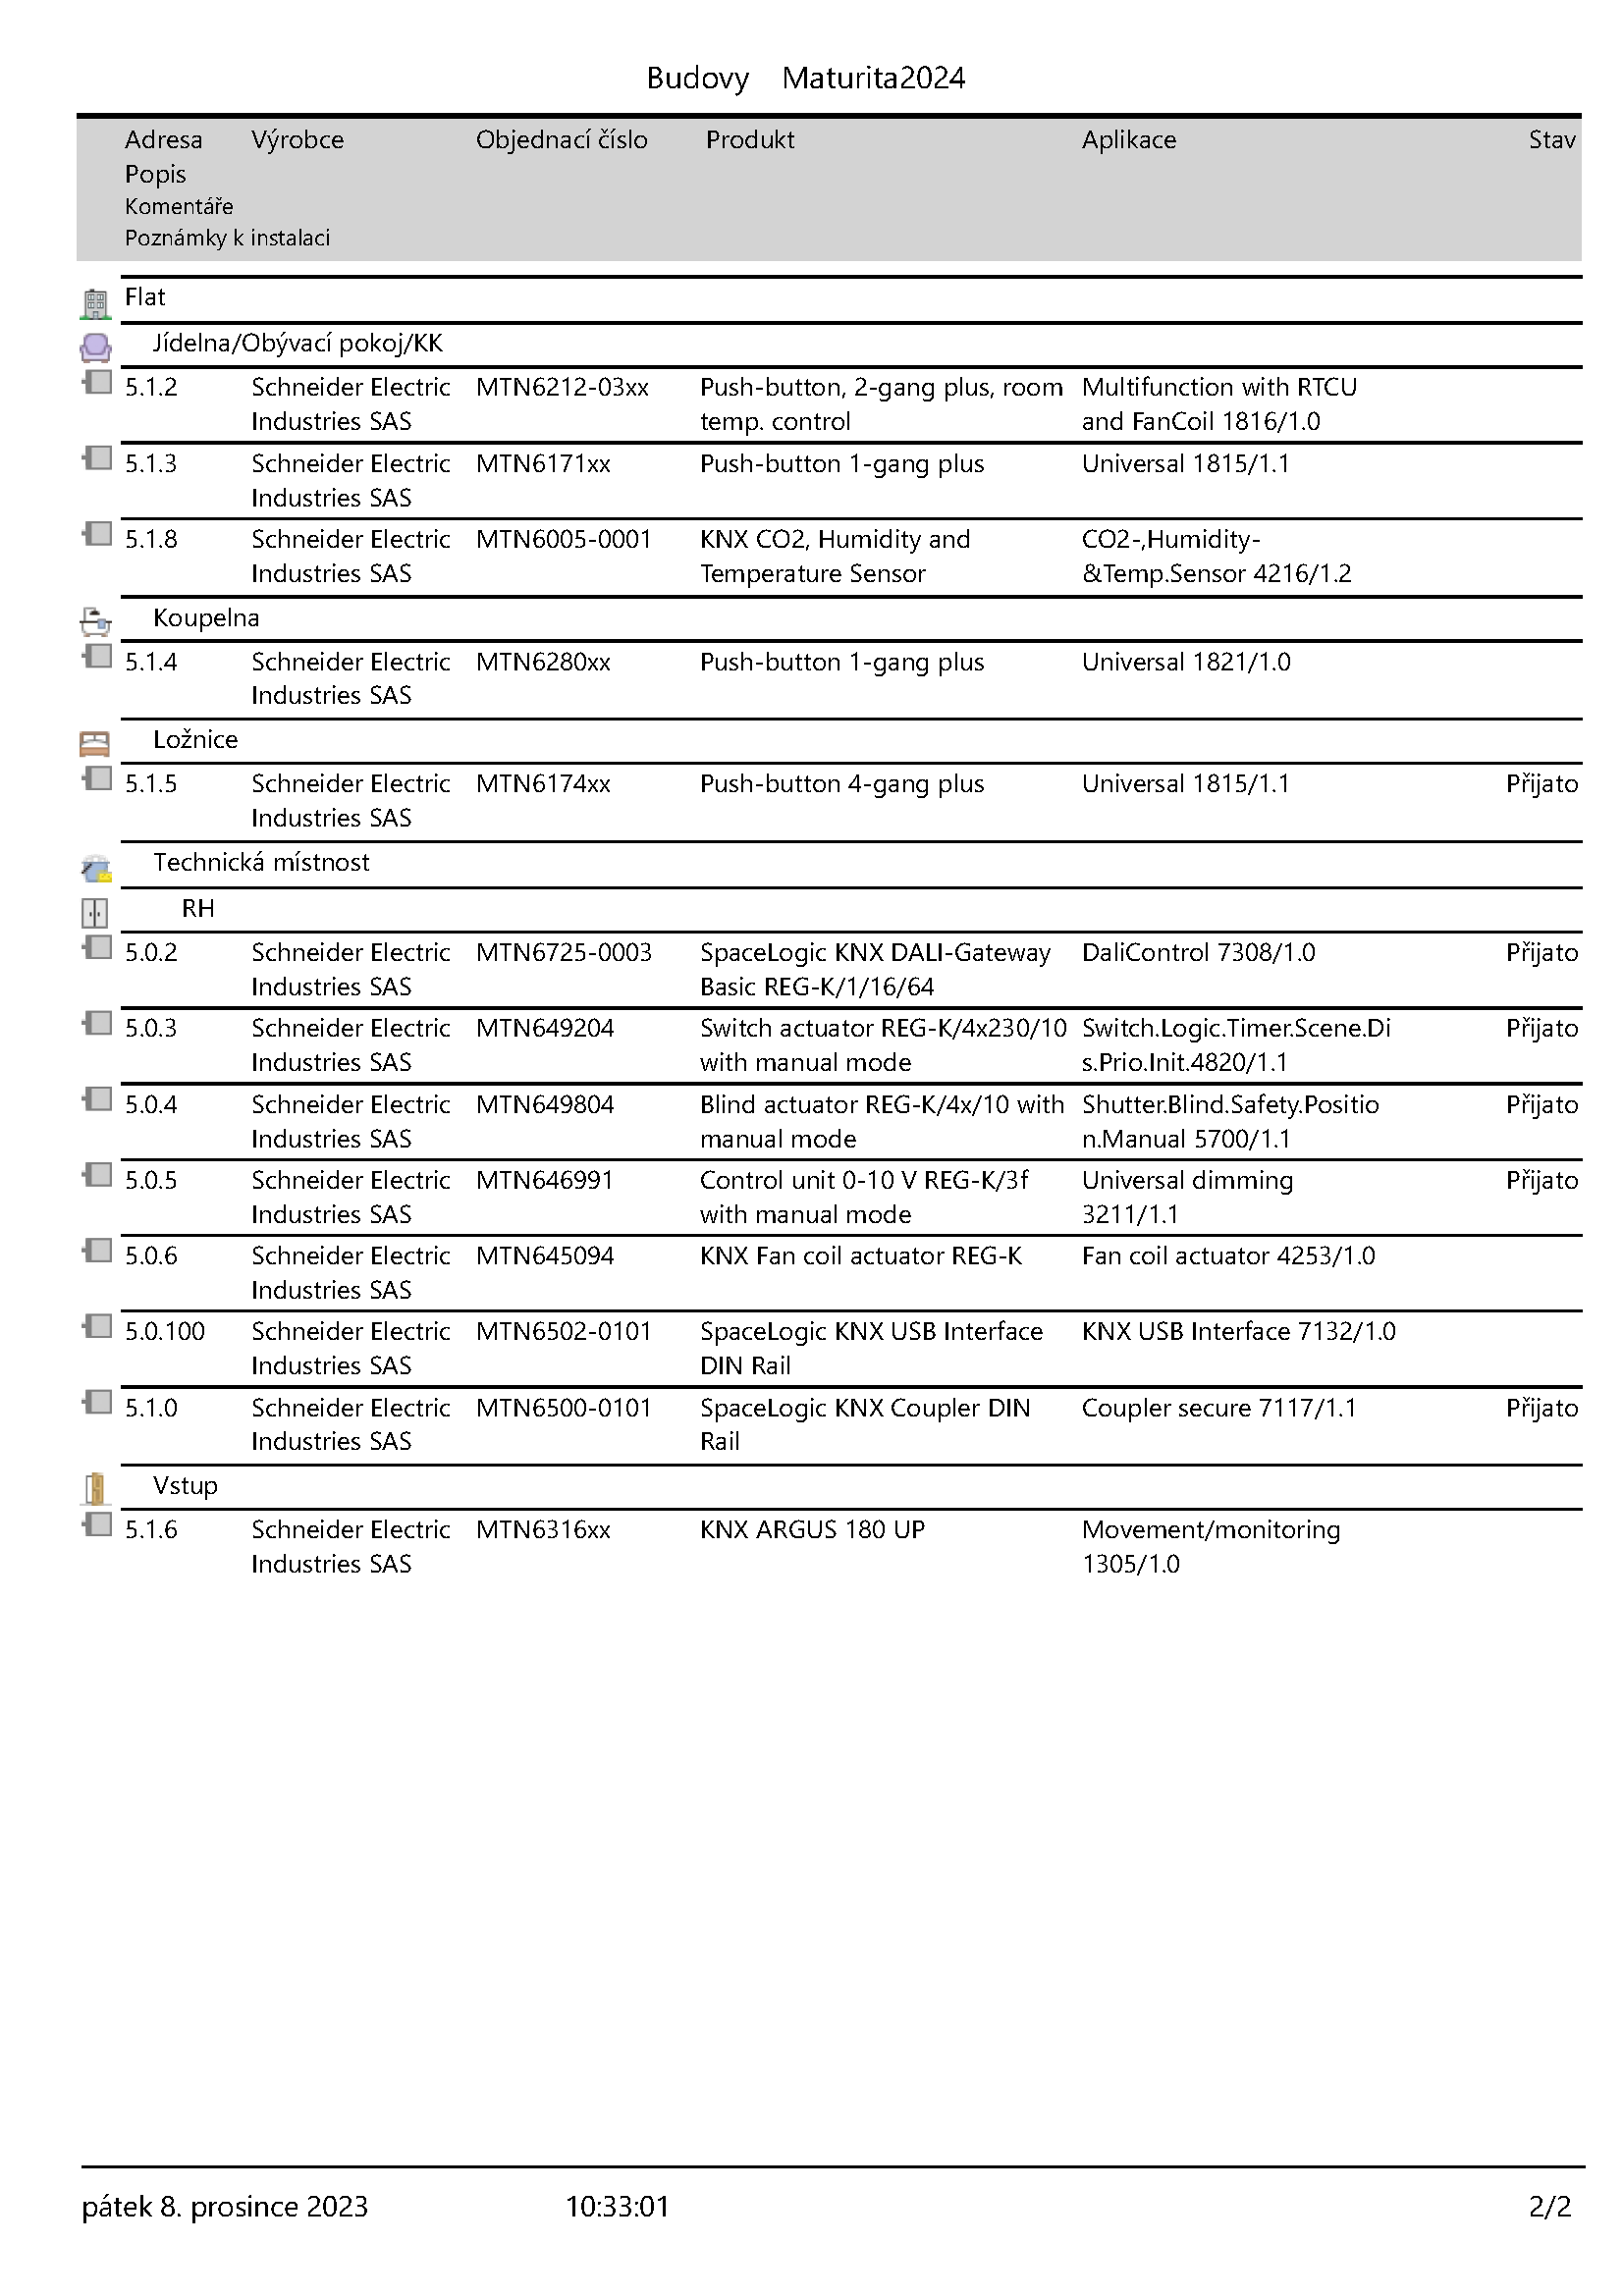 Budovy Maturita2024
Adresa Výrobce Objednací číslo Produkt Aplikace Stav
Popis
Komentáře
Poznámky k instalaci
Flat
Jídelna/Obývací pokoj/KK
5.1.2 Schneider Electric MTN6212-03xx Push-button, 2-gang plus, room Multifunction with RTCU
Industries SAS temp. control and FanCoil 1816/1.0
5.1.3 Schneider Electric MTN6171xx Push-button 1-gang plus Universal 1815/1.1
Industries SAS
5.1.8 Schneider Electric MTN6005-0001 KNX CO2, Humidity and CO2-,Humidity-
Industries SAS Temperature Sensor &Temp.Sensor 4216/1.2
Koupelna
5.1.4 Schneider Electric MTN6280xx Push-button 1-gang plus Universal 1821/1.0
Industries SAS
Ložnice
5.1.5 Schneider Electric MTN6174xx Push-button 4-gang plus Universal 1815/1.1 Přijato
Industries SAS
Technická místnost
RH
5.0.2 Schneider Electric MTN6725-0003 SpaceLogic KNX DALI-Gateway DaliControl 7308/1.0 Přijato
Industries SAS Basic REG-K/1/16/64
5.0.3 Schneider Electric MTN649204 Switch actuator REG-K/4x230/10 Switch.Logic.Timer.Scene.Di Přijato
Industries SAS with manual mode s.Prio.Init.4820/1.1
5.0.4 Schneider Electric MTN649804 Blind actuator REG-K/4x/10 with Shutter.Blind.Safety.Positio Přijato
Industries SAS manual mode n.Manual 5700/1.1
5.0.5 Schneider Electric MTN646991 Control unit 0-10 V REG-K/3f Universal dimming Přijato
Industries SAS with manual mode 3211/1.1
5.0.6 Schneider Electric MTN645094 KNX Fan coil actuator REG-K Fan coil actuator 4253/1.0
Industries SAS
5.0.100 Schneider Electric MTN6502-0101 SpaceLogic KNX USB Interface KNX USB Interface 7132/1.0
Industries SAS DIN Rail
5.1.0 Schneider Electric MTN6500-0101 SpaceLogic KNX Coupler DIN Coupler secure 7117/1.1 Přijato
Industries SAS Rail
Vstup
5.1.6 Schneider Electric MTN6316xx KNX ARGUS 180 UP Movement/monitoring
Industries SAS 1305/1.0
pátek 8. prosince 2023 10:33:01 2/2